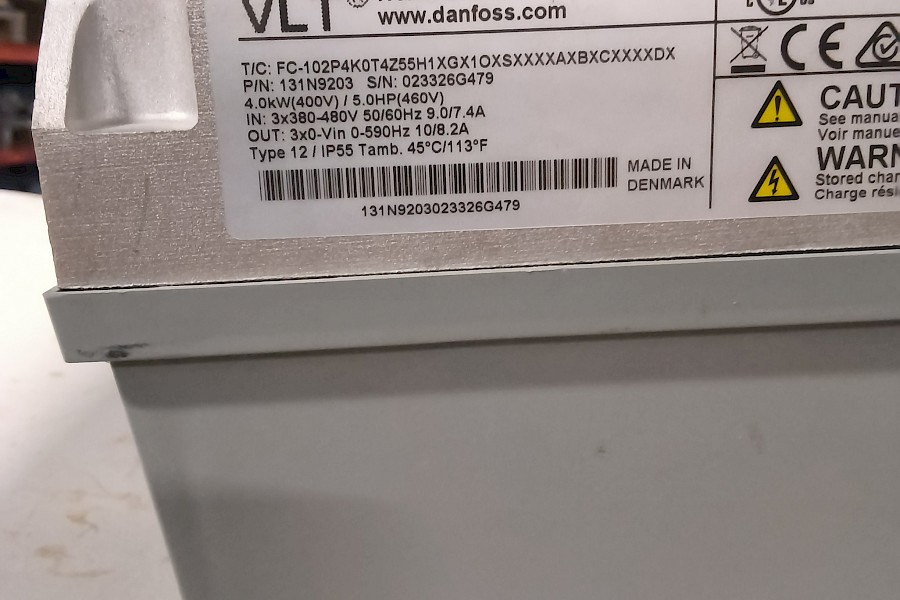 VLT
www.danfoss.com
T/C: FC-102P4K0T4Z55H1XGX1OXSXXXXAXBXCXXXXDX
P/N: 131N9203 S/N: 023326G479
4.0kW(400V) / 5.0HP(460V)
IN: 3x380-480V 50/60Hz 9.0/7.4A
OUT: 3x0-Vin 0-590Hz 10/8.2A
Type 12 / IP55 Tamb. 45°C/113°F
MADE IN
DENMARK
131N9203023326G479
CE
CAUT
See manua
Voir manue
WARN
Stored char
Charge rési